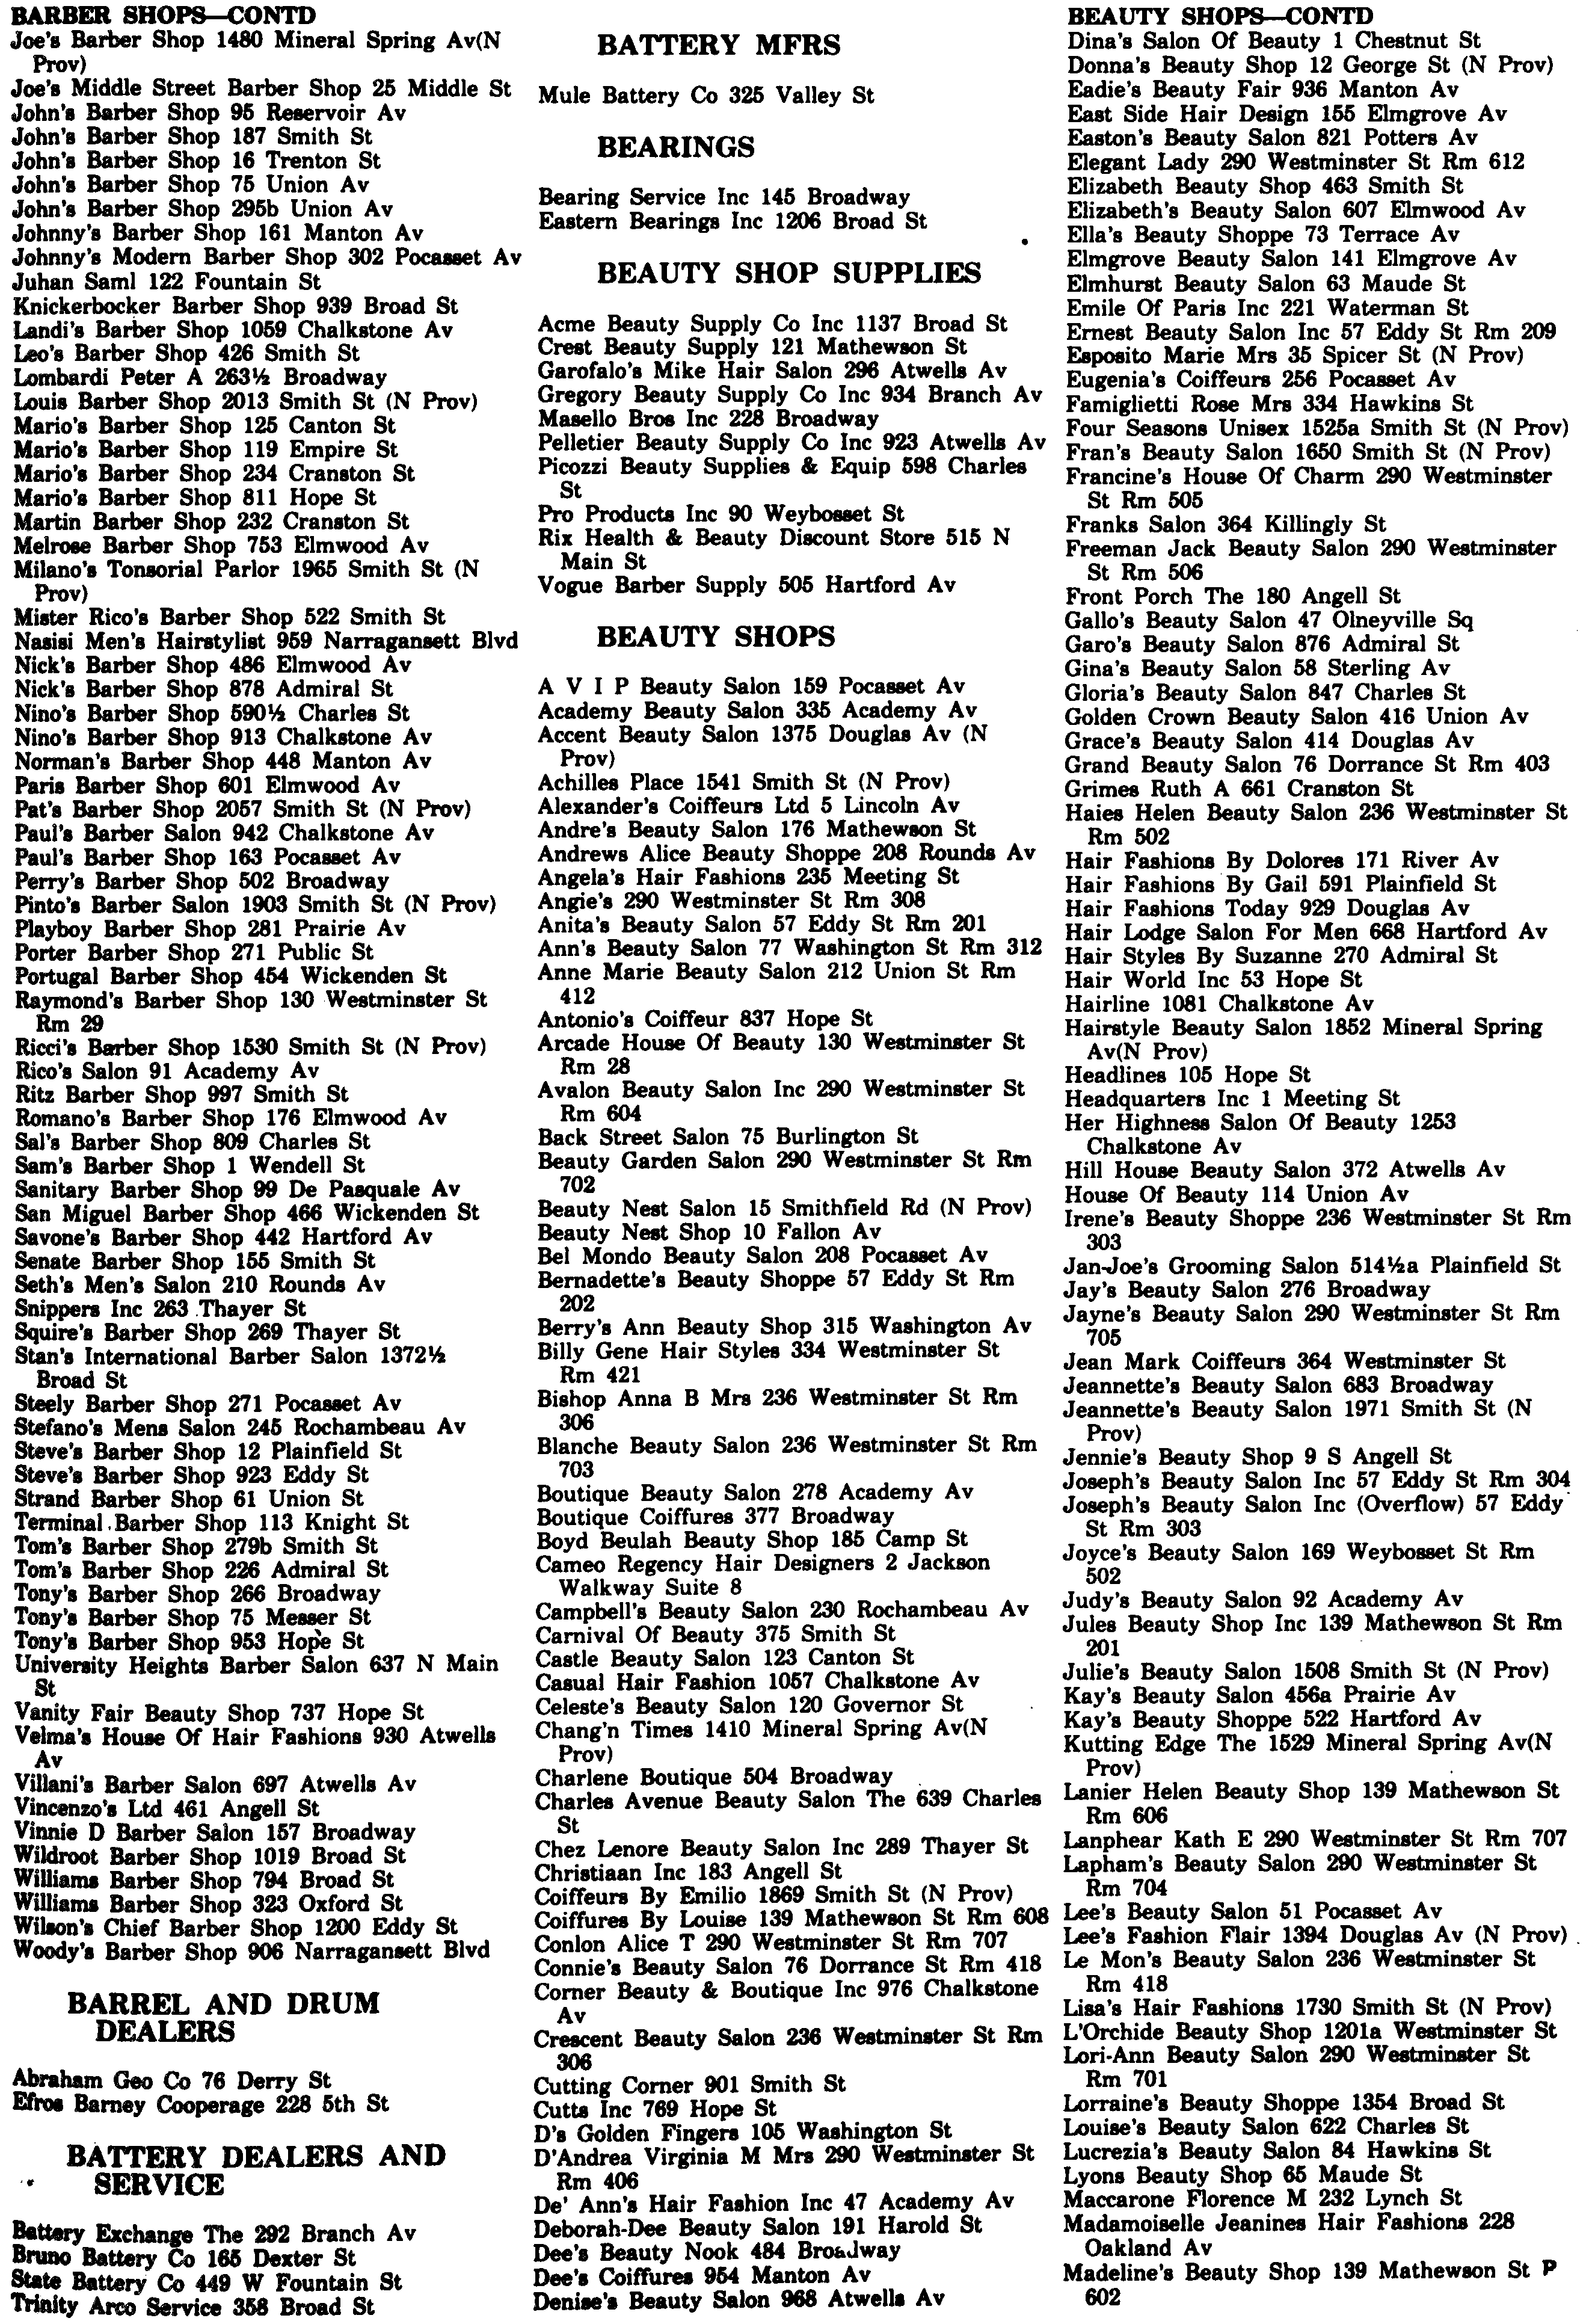 BARBER SHOPS—CONTD
Joe's Barber Shop 1480 Mineral Spring Av(N
Prov)
Joe's Middle Street Barber Shop 25 Middle St
John's Barber Shop 95 Reservoir Av
John's Barber Shop 187 Smith St
John's Barber Shop 16 Trenton St
John's Barber Shop 75 Union Av
John's Barber Shop 295b Union Av
Johnny's Barber Shop 161 Manton Av
Johnny's Modern Barber Shop 302 Pocasset Av
Juhan Saml 122 Fountain St
Knickerbocker Barber Shop 939 Broad St
Landi's Barber Shop 1059 Chalkstone Av
Leo's Barber Shop 426 Smith St
Lombardi Peter A 263½ Broadway
Louis Barber Shop 2013 Smith St (N Prov)
Mario's Barber Shop 125 Canton St
Mario's Barber Shop 119 Empire St
Mario's Barber Shop 234 Cranston St
Mario's Barber Shop 811 Hope St
Martin Barber Shop 232 Cranston St
Melrose Barber Shop 753 Elmwood Av
Milano's Tonsorial Parlor 1965 Smith St (N
Prov)
Mister Rico's Barber Shop 522 Smith St
Nasisi Men's Hairstylist 959 Narragansett Blvd
Nick's Barber Shop 486 Elmwood Av
Nick's Barber Shop 878 Admiral St
Nino's Barber Shop 590½ Charles St
Nino's Barber Shop 913 Chalkstone Av
Norman's Barber Shop 448 Manton Av
Paris Barber Shop 601 Elmwood Av
Pat's Barber Shop 2057 Smith St (N Prov)
Paul's Barber Salon 942 Chalkstone Av
Paul's Barber Shop 163 Pocasset Av
Perry's Barber Shop 502 Broadway
Pinto's Barber Salon 1903 Smith St (N Prov)
Playboy Barber Shop 281 Prairie Av
Porter Barber Shop 271 Public St
Portugal Barber Shop 454 Wickenden St
Raymond's Barber Shop 130 Westminster St
Rm 29
Ricci's Barber Shop 1530 Smith St (N Prov)
Rico's Salon 91 Academy Av
Ritz Barber Shop 997 Smith St
Romano's Barber Shop 176 Elmwood Av
Sal's Barber Shop 809 Charles St
Sam's Barber Shop 1 Wendell St
Sanitary Barber Shop 99 De Pasquale Av
San Miguel Barber Shop 466 Wickenden St
Savone's Barber Shop 442 Hartford Av
Senate Barber Shop 155 Smith St
Seth's Men's Salon 210 Rounds Av
Snippers Inc 263 Thayer St
Squire's Barber Shop 269 Thayer St
Stan's International Barber Salon 1372½
Broad St
Steely Barber Shop 271 Pocasset Av
Stefano's Mens Salon 245 Rochambeau Av
Steve's Barber Shop 12 Plainfield St
Steve's Barber Shop 923 Eddy St
Strand Barber Shop 61 Union St
Terminal Barber Shop 113 Knight St
Tom's Barber Shop 279b Smith St
Tom's Barber Shop 226 Admiral St
Tony's Barber Shop 266 Broadway
Tony's Barber Shop 75 Messer St
Tony's Barber Shop 953 Hope St
University Heights Barber Salon 637 N Main
St
Vanity Fair Beauty Shop 737 Hope St
Velma's House Of Hair Fashions 930 Atwells
Av
Villani's Barber Salon 697 Atwells Av
Vincenzo's Ltd 461 Angell St
Vinnie D Barber Salon 157 Broadway
Wildroot Barber Shop 1019 Broad St
Williams Barber Shop 794 Broad St
Williams Barber Shop 323 Oxford St
Wilson's Chief Barber Shop 1200 Eddy St
Woody's Barber Shop 906 Narragansett Blvd
BARREL AND DRUM
DEALERS
Abraham Geo Co 76 Derry St
Efros Barney Cooperage 228 5th St
BATTERY DEALERS AND
SERVICE
Battery Exchange The 292 Branch Av
Bruno Battery Co 165 Dexter St
State Battery Co 449 W Fountain St
Trinity Arco Service 358 Broad St
BATTERY MFRS
Mule Battery Co 325 Valley St
BEARINGS
Bearing Service Inc 145 Broadway
Eastern Bearings Inc 1206 Broad St
BEAUTY SHOP SUPPLIES
Acme Beauty Supply Co Inc 1137 Broad St
Crest Beauty Supply 121 Mathewson St
Garofalo's Mike Hair Salon 296 Atwells Av
Gregory Beauty Supply Co Inc 934 Branch Av
Masello Bros Inc 228 Broadway
Pelletier Beauty Supply Co Inc 923 Atwells Av
Picozzi Beauty Supplies & Equip 598 Charles
St
Pro Products Inc 90 Weybosset St
Rix Health & Beauty Discount Store 515 N
Main St
Vogue Barber Supply 505 Hartford Av
BEAUTY SHOPS
A V I P Beauty Salon 159 Pocasset Av
Academy Beauty Salon 335 Academy Av
Accent Beauty Salon 1375 Douglas Av (N
Prov)
Achilles Place 1541 Smith St (N Prov)
Alexander's Coiffeurs Ltd 5 Lincoln Av
Andre's Beauty Salon 176 Mathewson St
Andrews Alice Beauty Shoppe 208 Rounds Av
Angela's Hair Fashions 235 Meeting St
Angie's 290 Westminster St Rm 308
Anita's Beauty Salon 57 Eddy St Rm 201
Ann's Beauty Salon 77 Washington St Rm 312
Anne Marie Beauty Salon 212 Union St Rm
412
Antonio's Coiffeur 837 Hope St
Arcade House Of Beauty 130 Westminster St
Rm 28
Avalon Beauty Salon Inc 290 Westminster St
Rm 604
Back Street Salon 75 Burlington St
Beauty Garden Salon 290 Westminster St Rm
702
Beauty Nest Salon 15 Smithfield Rd (N Prov)
Beauty Nest Shop 10 Fallon Av
Bel Mondo Beauty Salon 208 Pocasset Av
Bernadette's Beauty Shoppe 57 Eddy St Rm
202
Berry's Ann Beauty Shop 315 Washington Av
Billy Gene Hair Styles 334 Westminster St
Rm 421
Bishop Anna B Mrs 236 Westminster St Rm
306
Blanche Beauty Salon 236 Westminster St Rm
703
Boutique Beauty Salon 278 Academy Av
Boutique Coiffures 377 Broadway
Boyd Beulah Beauty Shop 185 Camp St
Cameo Regency Hair Designers 2 Jackson
Walkway Suite 8
Campbell's Beauty Salon 230 Rochambeau Av
Carnival Of Beauty 375 Smith St
Castle Beauty Salon 123 Canton St
Casual Hair Fashion 1057 Chalkstone Av
Celeste's Beauty Salon 120 Governor St
Chang'n Times 1410 Mineral Spring Av(N
Prov)
Charlene Boutique 504 Broadway
Charles Avenue Beauty Salon The 639 Charles
St
Chez Lenore Beauty Salon Inc 289 Thayer St
Christiaan Inc 183 Angell St
Coiffeurs By Emilio 1869 Smith St (N Prov)
Coiffures By Louise 139 Mathewson St Rm 608
Conlon Alice T 290 Westminster St Rm 707
Connie's Beauty Salon 76 Dorrance St Rm 418
Corner Beauty & Boutique Inc 976 Chalkstone
Av
Crescent Beauty Salon 236 Westminster St Rm
306
Cutting Corner 901 Smith St
Cutts Inc 769 Hope St
D's Golden Fingers 105 Washington St
D'Andrea Virginia M Mrs 290 Westminster St
Rm 406
De' Ann's Hair Fashion Inc 47 Academy Av
Deborah-Dee Beauty Salon 191 Harold St
Dee's Beauty Nook 484 Broadway
Dee's Coiffures 954 Manton Av
Denise's Beauty Salon 968 Atwells Av
BEAUTY SHOPS—CONTD
Dina's Salon Of Beauty 1 Chestnut St
Donna's Beauty Shop 12 George St (N Prov)
Eadie's Beauty Fair 936 Manton Av
East Side Hair Design 155 Elmgrove Av
Easton's Beauty Salon 821 Potters Av
Elegant Lady 290 Westminster St Rm 612
Elizabeth Beauty Shop 463 Smith St
Elizabeth's Beauty Salon 607 Elmwood Av
Ella's Beauty Shoppe 73 Terrace Av
Elmgrove Beauty Salon 141 Elmgrove Av
Elmhurst Beauty Salon 63 Maude St
Emile Of Paris Inc 221 Waterman St
Ernest Beauty Salon Inc 57 Eddy St Rm 209
Esposito Marie Mrs 35 Spicer St (N Prov)
Eugenia's Coiffeurs 256 Pocasset Av
Famiglietti Rose Mrs 334 Hawkins St
Four Seasons Unisex 1525a Smith St (N Prov)
Fran's Beauty Salon 1650 Smith St (N Prov)
Francine's House Of Charm 290 Westminster
St Rm 505
Franks Salon 364 Killingly St
Freeman Jack Beauty Salon 290 Westminster
St Rm 506
Front Porch The 180 Angell St
Gallo's Beauty Salon 47 Olneyville Sq
Garo's Beauty Salon 876 Admiral St
Gina's Beauty Salon 58 Sterling Av
Gloria's Beauty Salon 847 Charles St
Golden Crown Beauty Salon 416 Union Av
Grace's Beauty Salon 414 Douglas Av
Grand Beauty Salon 76 Dorrance St Rm 403
Grimes Ruth A 661 Cranston St
Haies Helen Beauty Salon 236 Westminster St
Rm 502
Hair Fashions By Dolores 171 River Av
Hair Fashions By Gail 591 Plainfield St
Hair Fashions Today 929 Douglas Av
Hair Lodge Salon For Men 668 Hartford Av
Hair Styles By Suzanne 270 Admiral St
Hair World Inc 53 Hope St
Hairline 1081 Chalkstone Av
Hairstyle Beauty Salon 1852 Mineral Spring
Av(N Prov)
Headlines 105 Hope St
Headquarters Inc 1 Meeting St
Her Highness Salon Of Beauty 1253
Chalkstone Av
Hill House Beauty Salon 372 Atwells Av
House Of Beauty 114 Union Av
Irene's Beauty Shoppe 236 Westminster St Rm
303
Jan-Joe's Grooming Salon 514½a Plainfield St
Jay's Beauty Salon 276 Broadway
Jayne's Beauty Salon 290 Westminster St Rm
705
Jean Mark Coiffeurs 364 Westminster St
Jeannette's Beauty Salon 683 Broadway
Jeannette's Beauty Salon 1971 Smith St (N
Prov)
Jennie's Beauty Shop 9 S Angell St
Joseph's Beauty Salon Inc 57 Eddy St Rm 304
Joseph's Beauty Salon Inc (Overflow) 57 Eddy
St Rm 303
Joyce's Beauty Salon 169 Weybosset St Rm
502
Judy's Beauty Salon 92 Academy Av
Jules Beauty Shop Inc 139 Mathewson St Rm
201
Julie's Beauty Salon 1508 Smith St (N Prov)
Kay's Beauty Salon 456a Prairie Av
Kay's Beauty Shoppe 522 Hartford Av
Kutting Edge The 1529 Mineral Spring Av(N
Prov)
Lanier Helen Beauty Shop 139 Mathewson St
Rm 606
Lanphear Kath E 290 Westminster St Rm 707
Lapham's Beauty Salon 290 Westminster St
Rm 704
Lee's Beauty Salon 51 Pocasset Av
Lee's Fashion Flair 1394 Douglas Av (N Prov)
Le Mon's Beauty Salon 236 Westminster St
Rm 418
Lisa's Hair Fashions 1730 Smith St (N Prov)
L'Orchide Beauty Shop 1201a Westminster St
Lori-Ann Beauty Salon 290 Westminster St
Rm 701
Lorraine's Beauty Shoppe 1354 Broad St
Louise's Beauty Salon 622 Charles St
Lucrezia's Beauty Salon 84 Hawkins St
Lyons Beauty Shop 65 Maude St
Maccarone Florence M 232 Lynch St
Madamoiselle Jeanines Hair Fashions 228
Oakland Av
Madeline's Beauty Shop 139 Mathewson St P
602